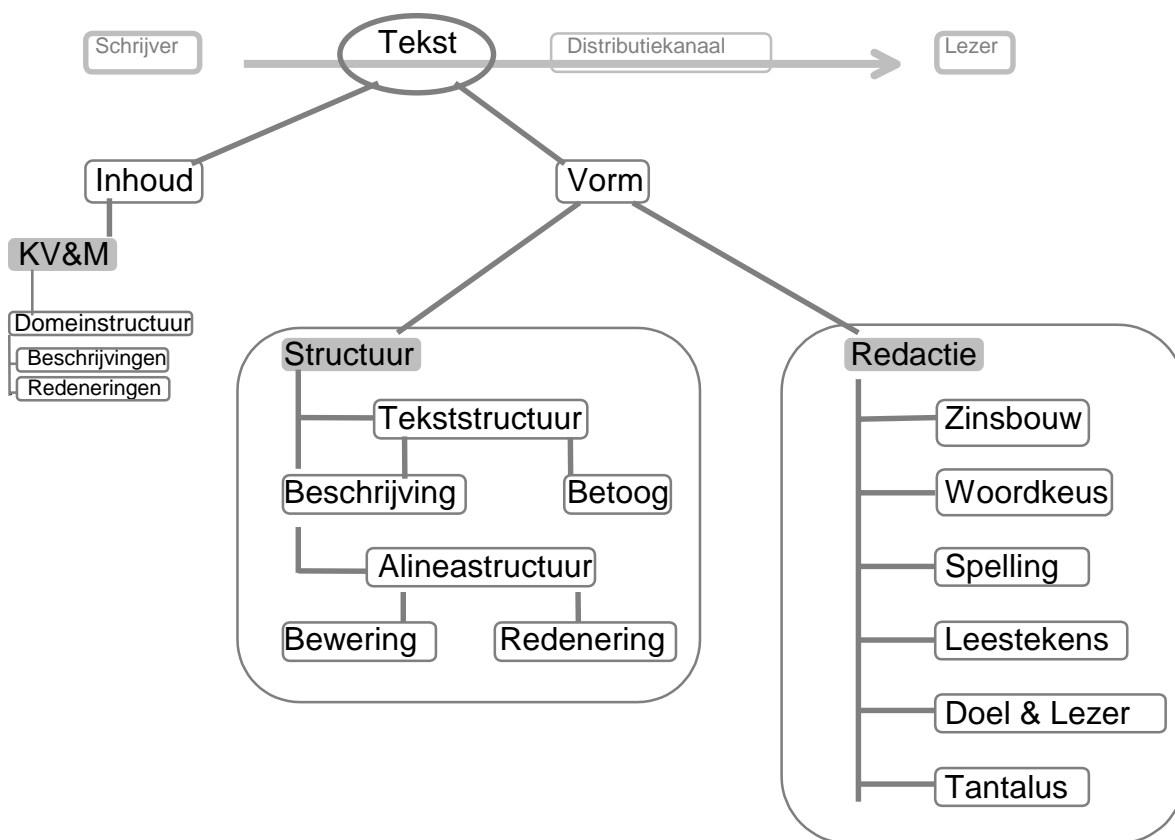 Schrijver
Tekst
Distributiekanaal
Lezer
Inhoud
Vorm
KV&M
Domeinstructuur
Beschrijvingen
Redeneringen
Structuur
Tekststructuur
Beschrijving
Betoog
Alineastructuur
Bewering
Redenering
Redactie
Zinsbouw
Woordkeus
Spelling
Leestekens
Doel & Lezer
Tantalus